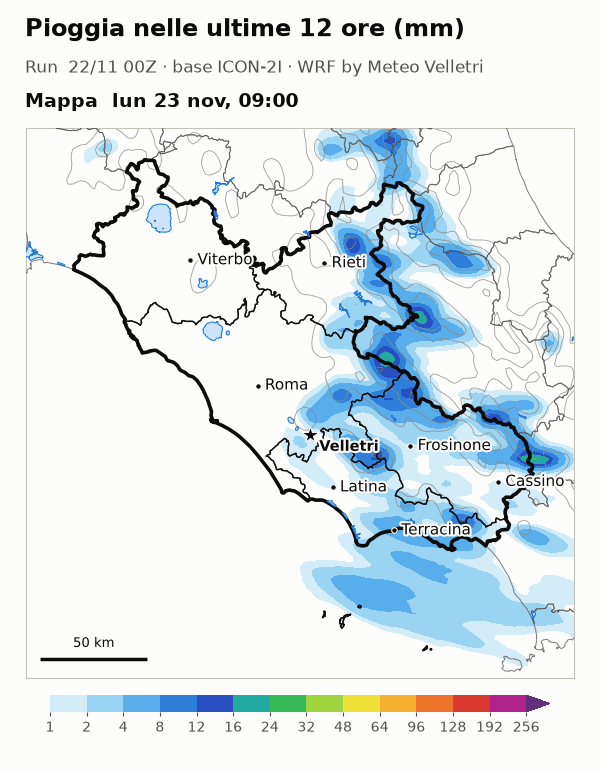 Pioggia nelle ultime 12 ore (mm)
Run 22/11 00Z · base ICON-2I · WRF by Meteo Velletri
Mappa lun 23 nov, 09:00
Viterbo
Rieti
Roma
Velletri
Frosinone
Cassino
Latina
Terracina
50 km
1 2 4 8 12 16 24 32 48 64 96 128 192 256